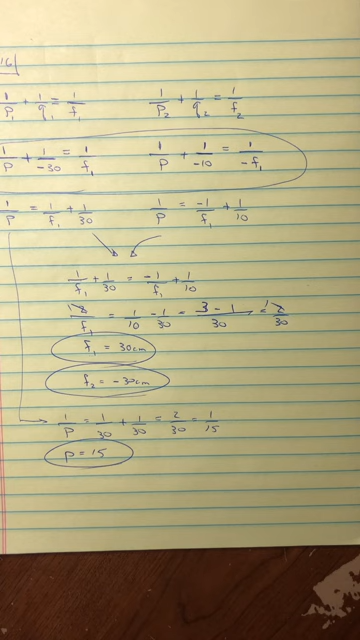 16
1/P₁ + 1/q₁ = 1/f₁    1/P₂ + 1/q₂ = 1/f₂
1/P + 1/-30 = 1/f₁    1/P + 1/-10 = 1/-f₁
1/P = 1/f₁ + 1/30    1/P = -1/f₁ + 1/10
1/f₁ + 1/30 = -1/f₁ + 1/10
/f₁ = 1/10 - 1/30 = 3 - 1/30 = 1/30
f₁ = 30cm
f₂ = -30cm
1/P = 1/30 + 1/30 = 2/30 = 1/15
P = 15